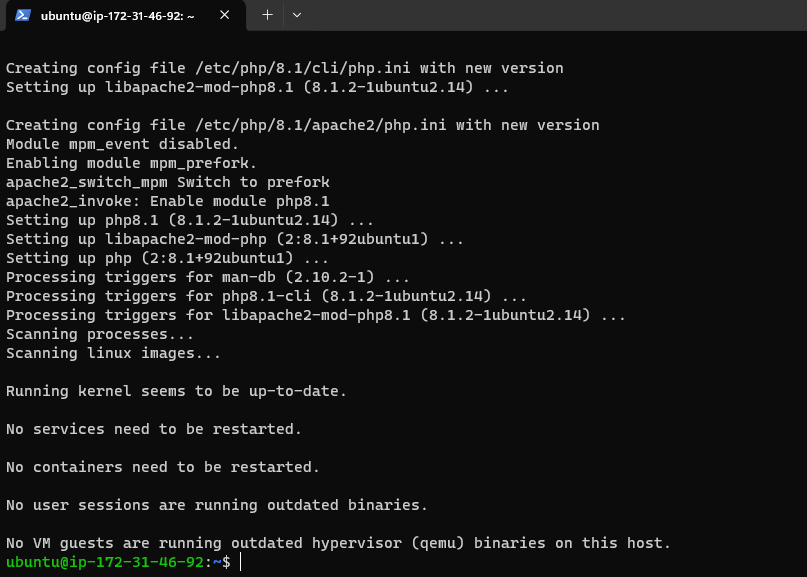 ubuntu@ip-172-31-46-92: ~
Creating config file /etc/php/8.1/cli/php.ini with new version
Setting up libapache2-mod-php8.1 (8.1.2-1ubuntu2.14) ...
Creating config file /etc/php/8.1/apache2/php.ini with new version
Module mpm_event disabled.
Enabling module mpm_prefork.
apache2_switch_mpm Switch to prefork
apache2_invoke: Enable module php8.1
Setting up php8.1 (8.1.2-1ubuntu2.14) ...
Setting up libapache2-mod-php (2:8.1+92ubuntu1) ...
Setting up php (2:8.1+92ubuntu1) ...
Processing triggers for man-db (2.10.2-1) ...
Processing triggers for php8.1-cli (8.1.2-1ubuntu2.14) ...
Processing triggers for libapache2-mod-php8.1 (8.1.2-1ubuntu2.14) ...
Scanning processes...
Scanning linux images...
Running kernel seems to be up-to-date.
No services need to be restarted.
No containers need to be restarted.
No user sessions are running outdated binaries.
No VM guests are running outdated hypervisor (qemu) binaries on this host.
ubuntu@ip-172-31-46-92:~$